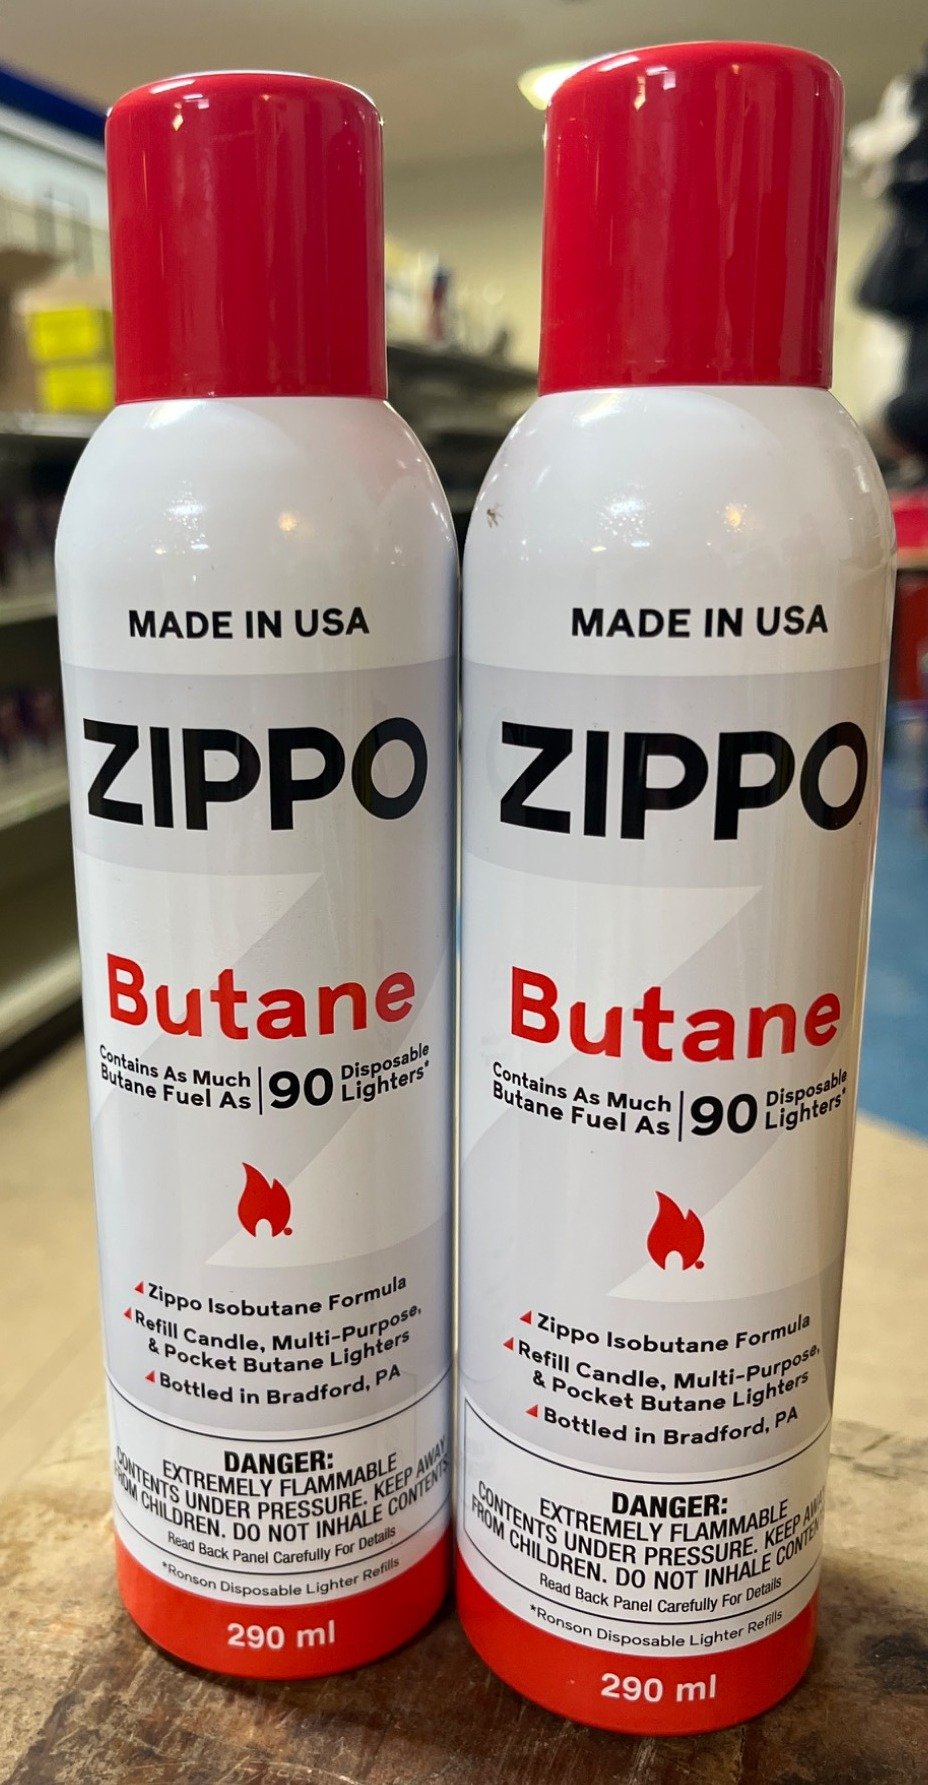 MADE IN USA
ZIPPO
Butane
Contains As Much
Butane Fuel As
90
Disposable
Lighters*
Zippo Isobutane Formula
Refill Candle, Multi-Purpose,
& Pocket Butane Lighters
Bottled in Bradford, PA
DANGER:
EXTREMELY FLAMMABLE
CONTENTS UNDER PRESSURE. KEEP AWAY
FROM CHILDREN. DO NOT INHALE CONTENTS.
Read Back Panel Carefully For Details
*Ronson Disposable Lighter Refills
290 ml
MADE IN USA
ZIPPO
Butane
Contains As Much
Butane Fuel As
90
Disposable
Lighters*
Zippo Isobutane Formula
Refill Candle, Multi-Purpose,
& Pocket Butane Lighters
Bottled in Bradford, PA
DANGER:
EXTREMELY FLAMMABLE
CONTENTS UNDER PRESSURE. KEEP
FROM CHILDREN. DO NOT INHALE
Read Back Panel Carefully For Details
*Ronson Disposable Lighter Refills
290 ml